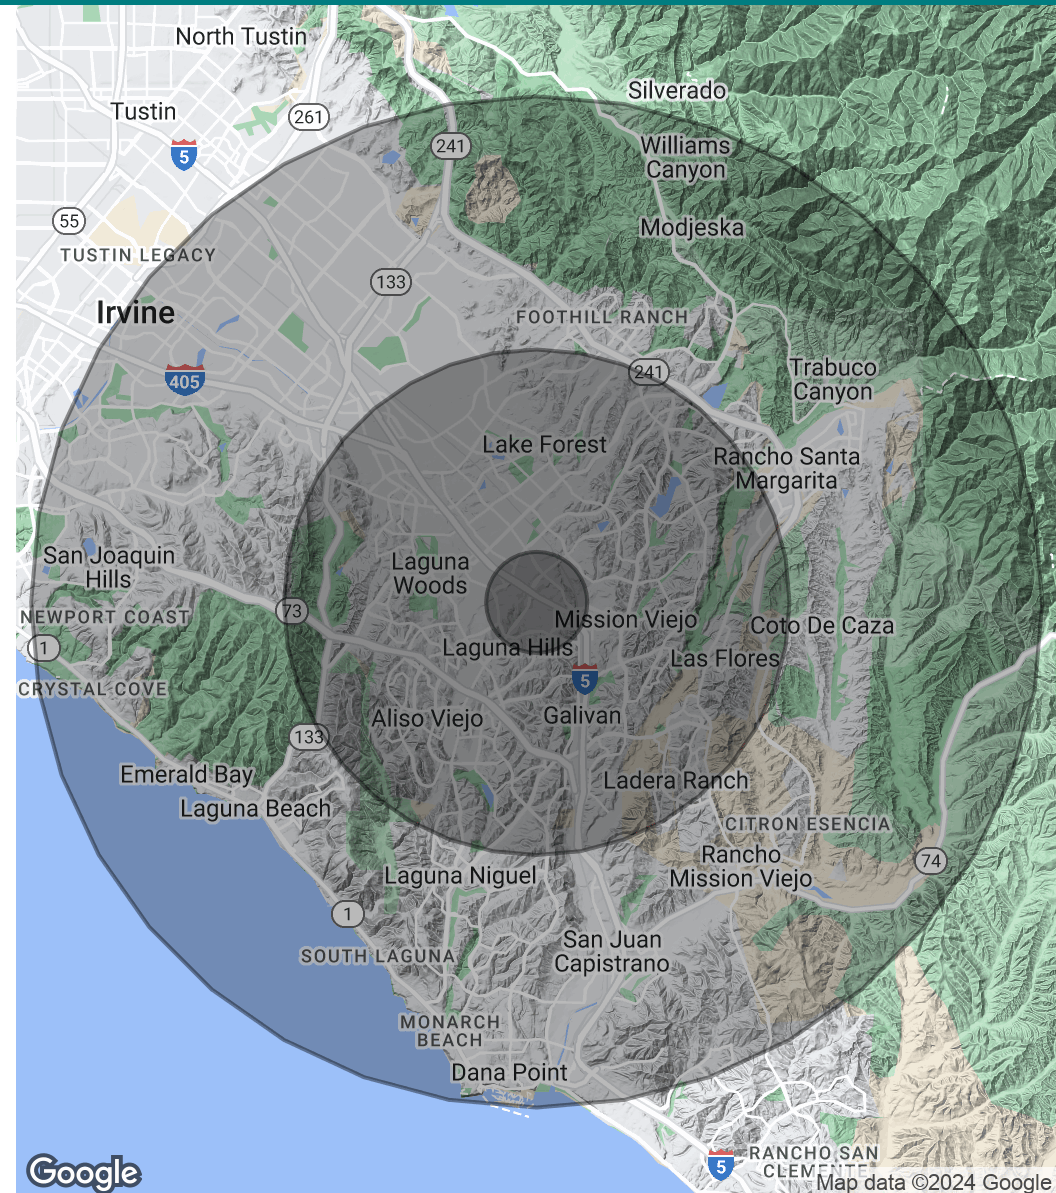 North Tustin
Silverado
Tustin
261
5
241
Williams
Canyon
55
Modjeska
TUSTIN LEGACY
133
Irvine
FOOTHILL RANCH
405
241
Trabuco
Canyon
Lake Forest
Rancho Santa
Margarita
San Joaquin
Hills
Laguna
Woods
NEWPORT COAST
73
Mission Viejo
Coto De Caza
1
Laguna Hills
Las Flores
CRYSTAL COVE
5
Aliso Viejo
Galivan
133
Emerald Bay
Ladera Ranch
Laguna Beach
CITRON ESENCIA
Rancho
Mission Viejo
74
Laguna Niguel
1
San Juan
Capistrano
SOUTH LAGUNA
MONARCH
BEACH
Dana Point
5
RANCHO SAN
CLEMENTE
Google
Map data ©2024 Google